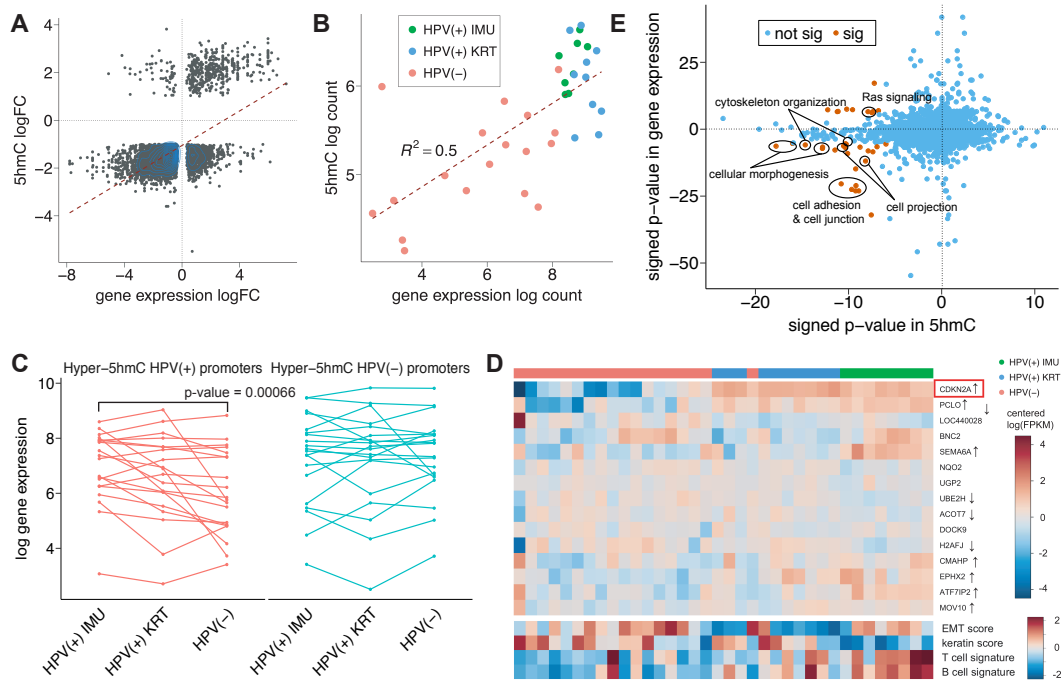 A
4
2
0
−2
−4
5hmC logFC
−8
−4
0
4
gene expression logFC
B
HPV(+) IMU
HPV(+) KRT
HPV(−)
R² = 0.5
6
5
5hmC log count
4
6
8
gene expression log count
E
not sig
sig
25
0
−25
−50
signed p-value in gene expression
cytoskeleton organization
Ras signaling
cellular morphogenesis
cell projection
cell adhesion
& cell junction
−20
−10
0
10
signed p-value in 5hmC
C
Hyper−5hmC HPV(+) promoters
Hyper−5hmC HPV(−) promoters
p-value = 0.00066
10
8
6
4
log gene expression
HPV(+) IMU
HPV(+) KRT
HPV(−)
HPV(+) IMU
HPV(+) KRT
HPV(−)
D
HPV(+) IMU
HPV(+) KRT
HPV(−)
CDKN2A ↑
PCLO ↑
LOC440028 ↓
BNC2
SEMA6A ↑
NQO2
UGP2
UBE2H ↓
ACOT7 ↓
DOCK9
H2AFJ ↓
CMAHP ↑
EPHX2 ↑
ATF7IP2 ↑
MOV10 ↑
centered
log(FPKM)
4
2
0
−2
−4
EMT score
keratin score
T cell signature
B cell signature
2
0
−2